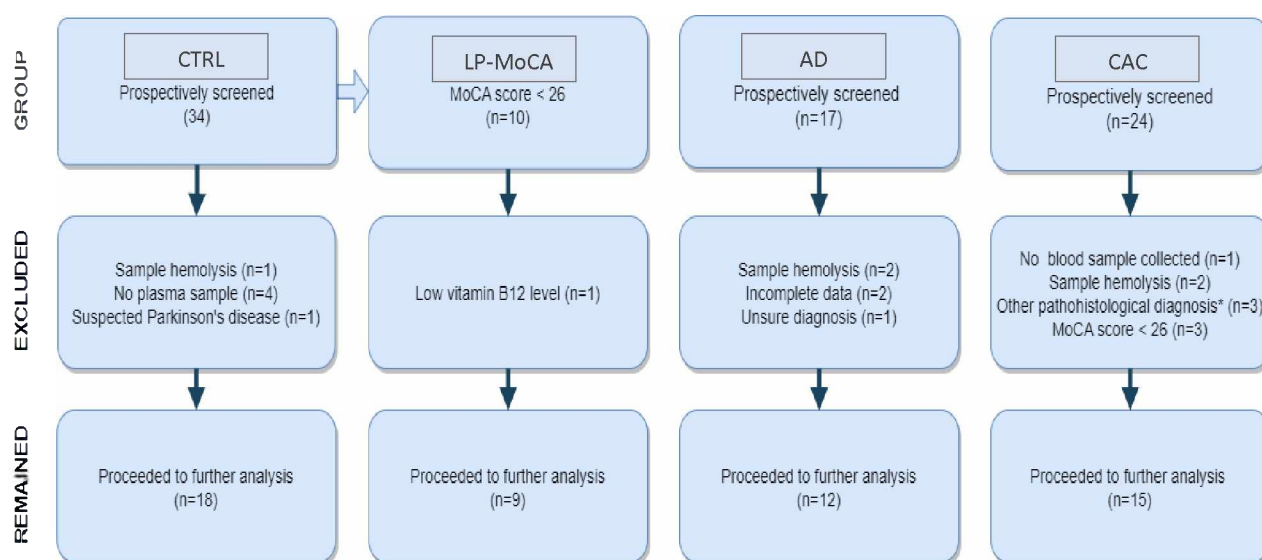 GROUP
CTRL
Prospectively screened
(34)
LP-MoCA
MoCA score < 26
(n=10)
AD
Prospectively screened
(n=17)
CAC
Prospectively screened
(n=24)
EXCLUDED
Sample hemolysis (n=1)
No plasma sample (n=4)
Suspected Parkinson's disease (n=1)
Low vitamin B12 level (n=1)
Sample hemolysis (n=2)
Incomplete data (n=2)
Unsure diagnosis (n=1)
No blood sample collected (n=1)
Sample hemolysis (n=2)
Other pathohistological diagnosis* (n=3)
MoCA score < 26 (n=3)
REMAINED
Proceeded to further analysis
(n=18)
Proceeded to further analysis
(n=9)
Proceeded to further analysis
(n=12)
Proceeded to further analysis
(n=15)